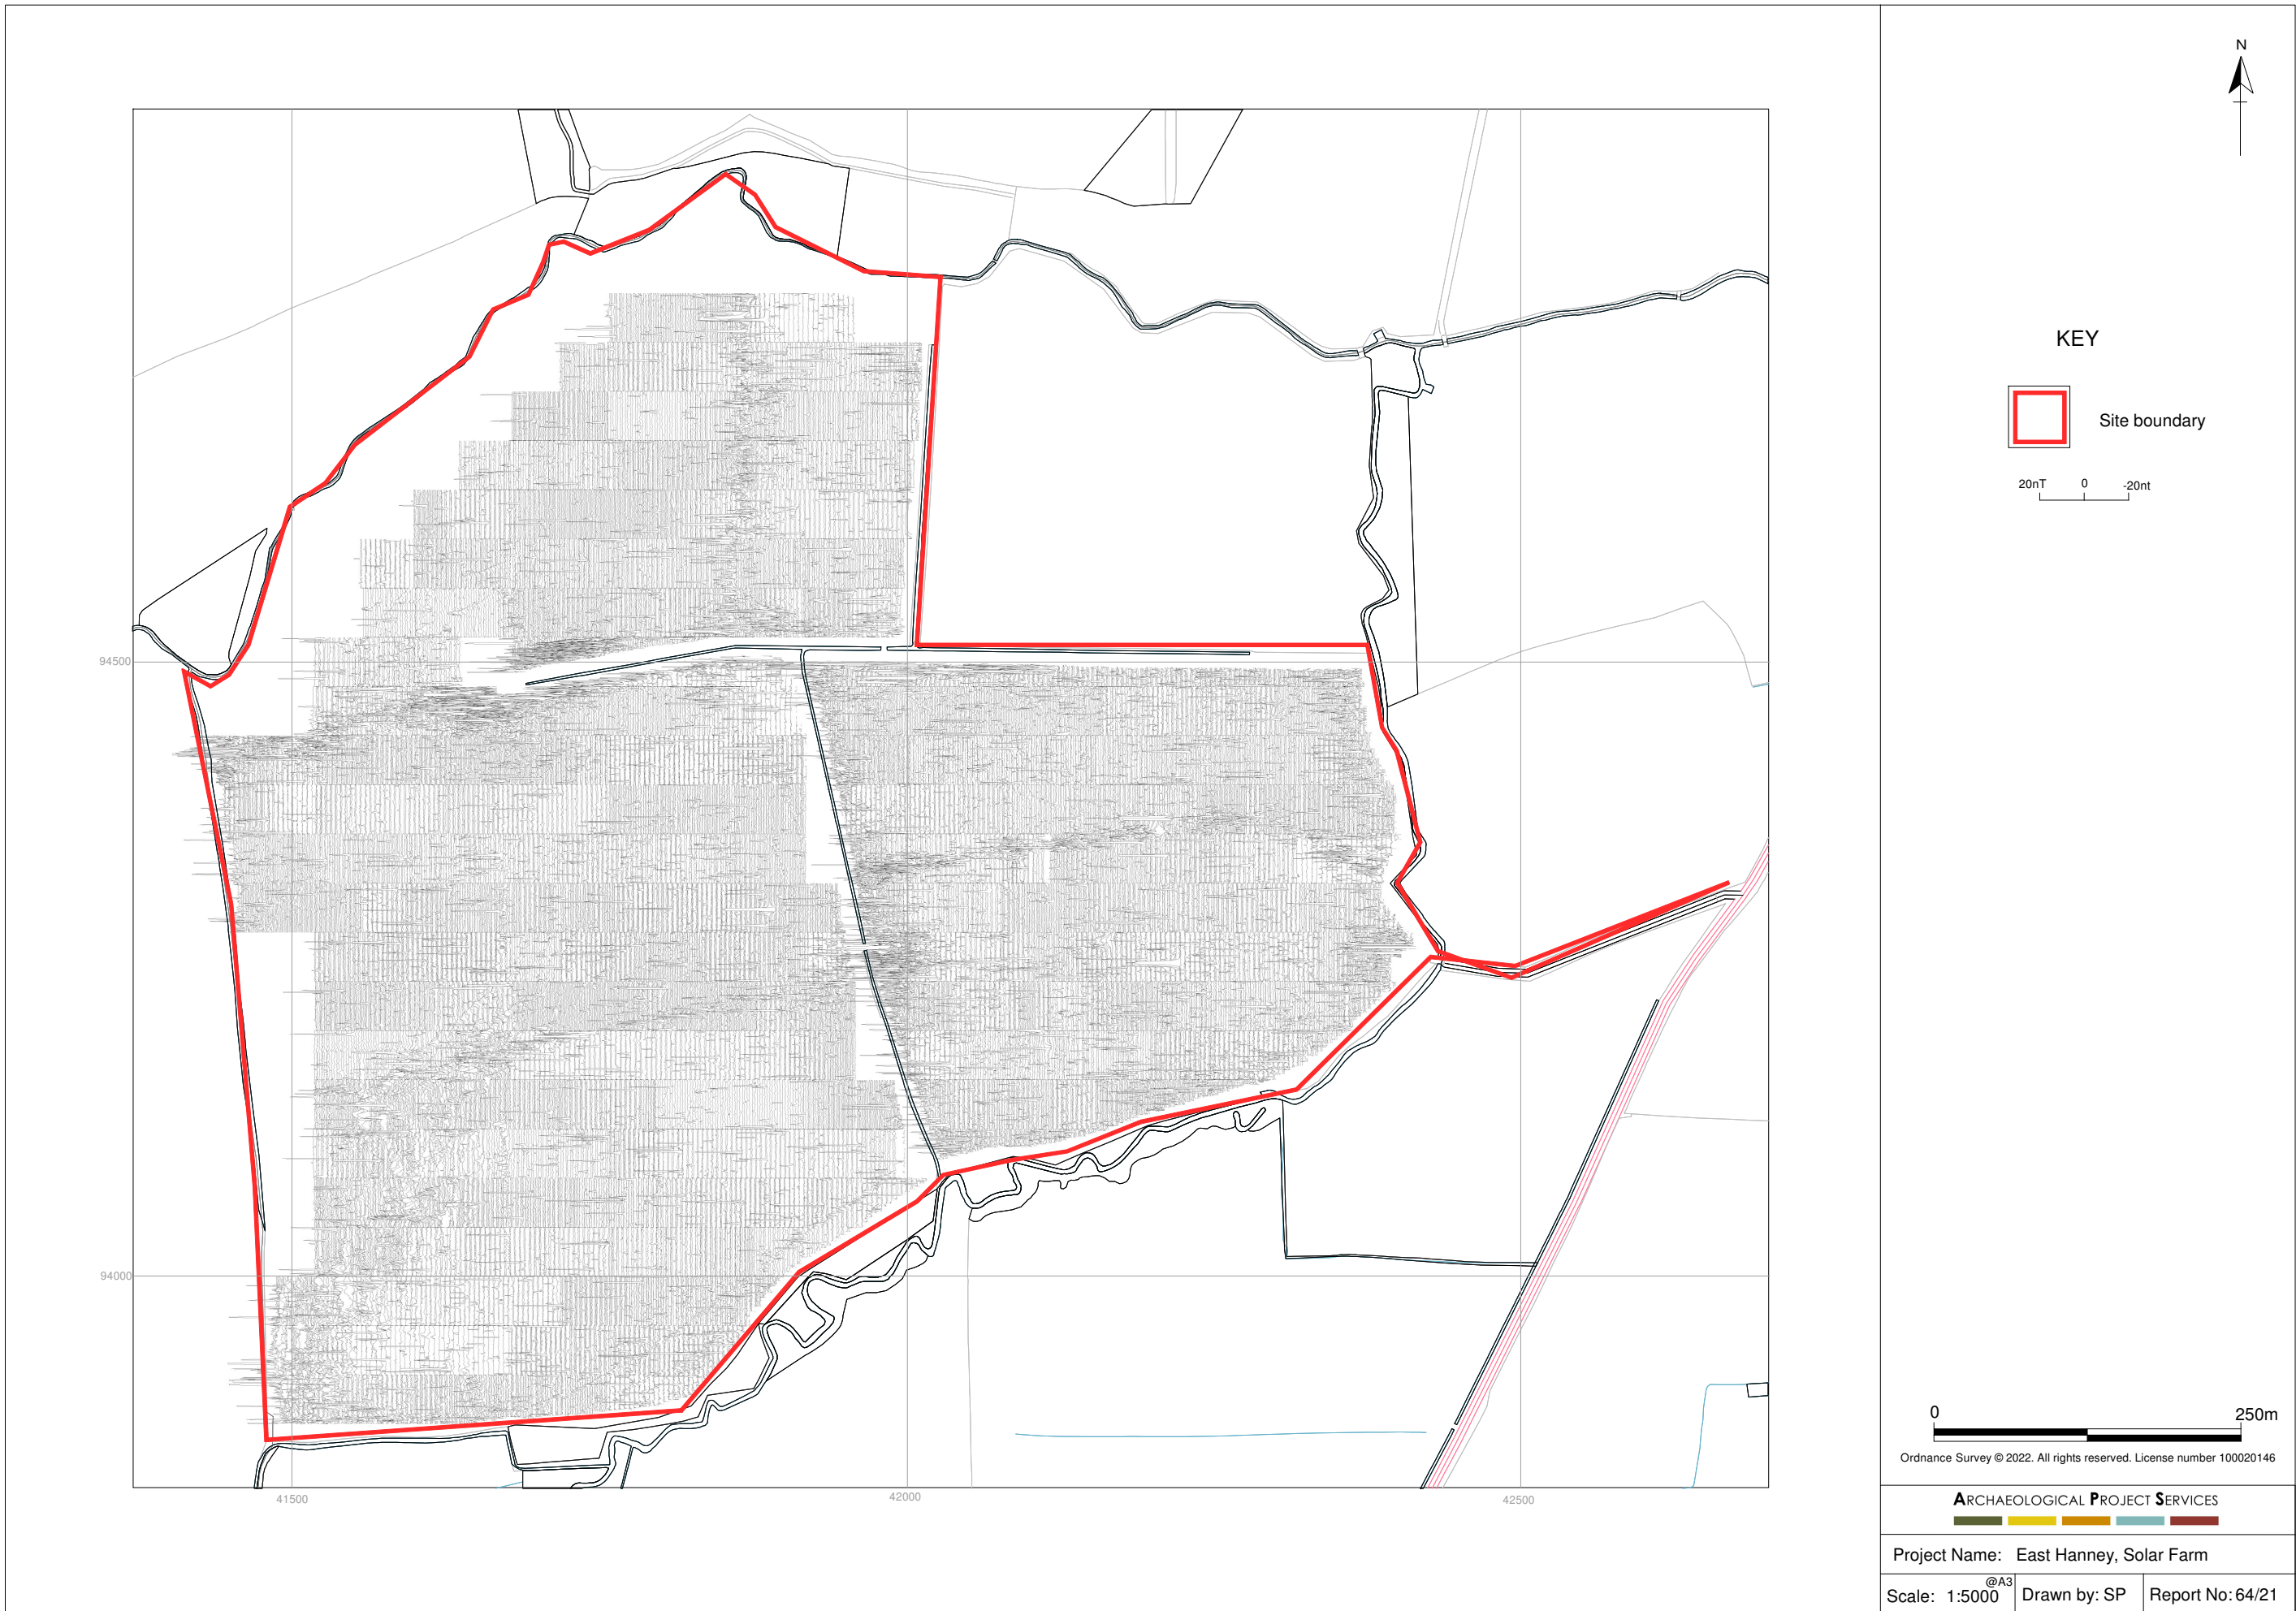 N
KEY
Site boundary
20nT 0 -20nt
94500
94000
41500 42000 42500
0 250m
Ordnance Survey © 2022. All rights reserved. License number 100020146
ARCHAEOLOGICAL PROJECT SERVICES
Project Name: East Hanney, Solar Farm
Scale: 1:5000 @A3 Drawn by: SP Report No: 64/21